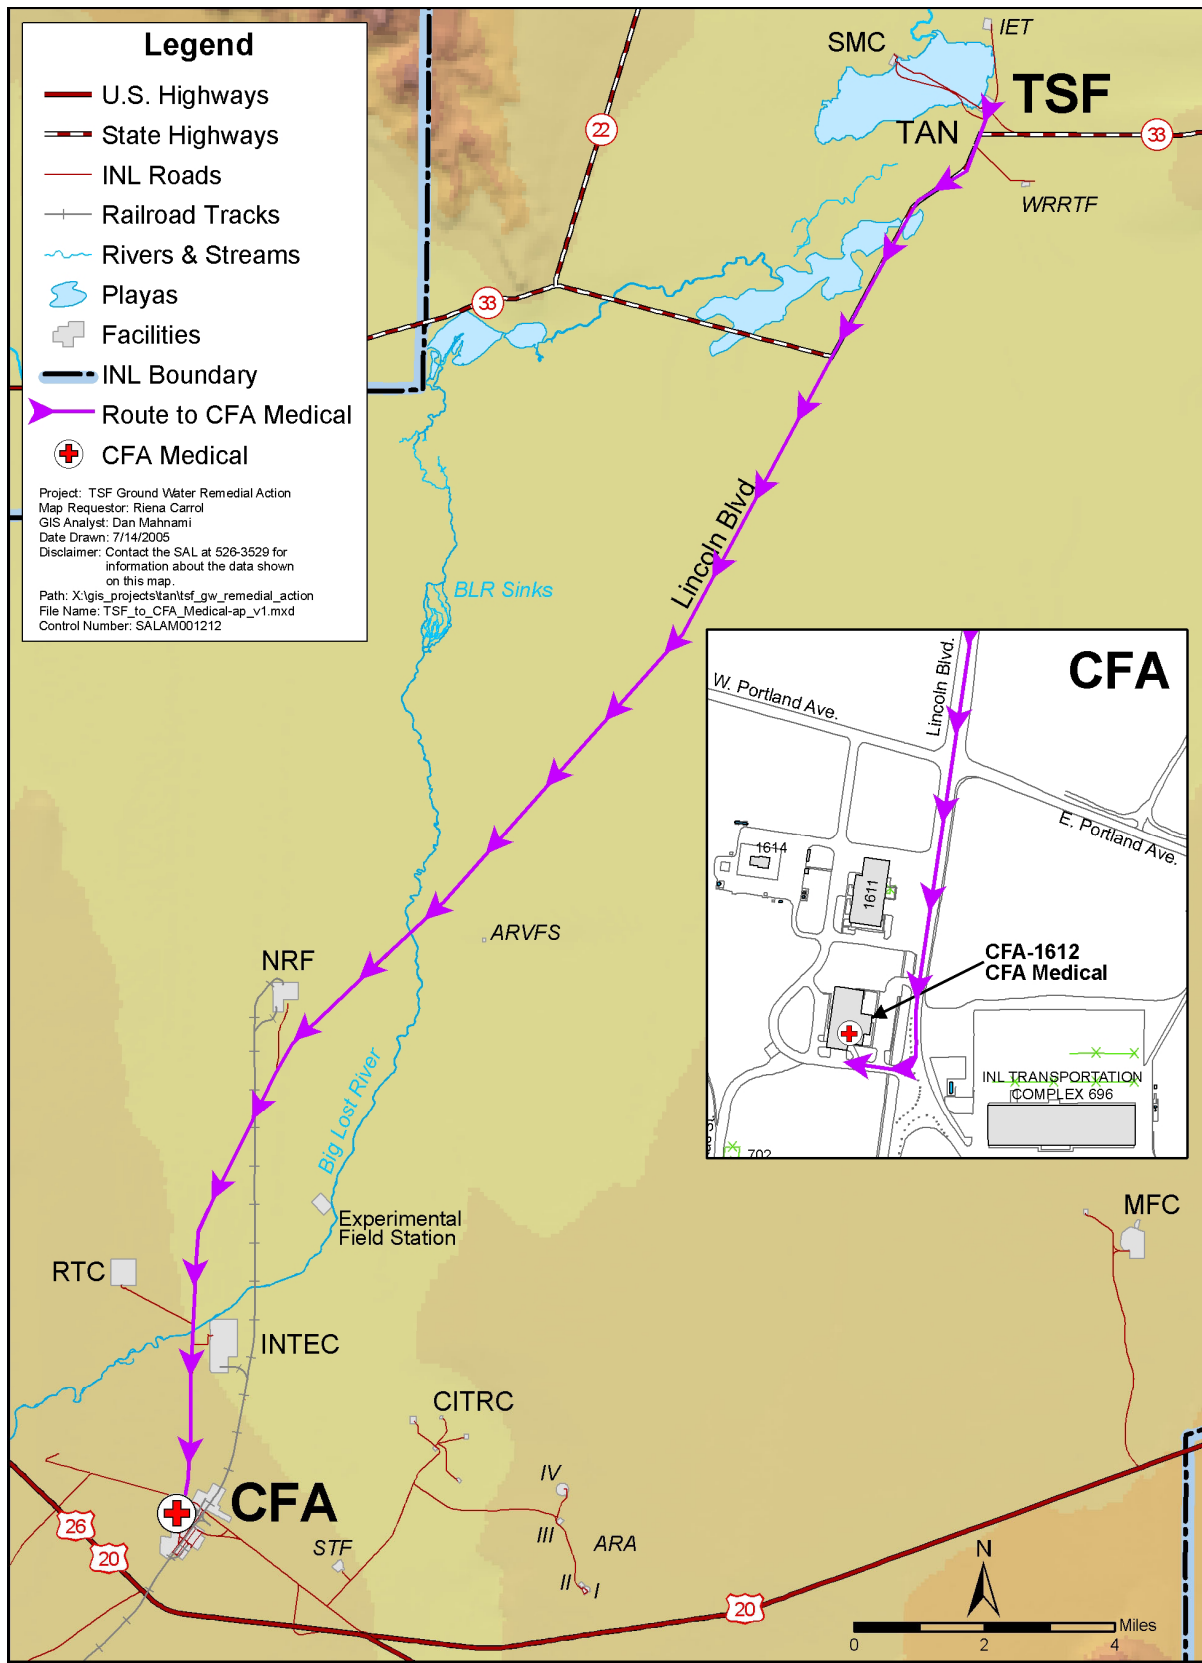 Legend
U.S. Highways
State Highways
INL Roads
Railroad Tracks
Rivers & Streams
Playas
Facilities
INL Boundary
Route to CFA Medical
CFA Medical
Project: TSF Ground Water Remedial Action
Map Requestor: Riena Carrol
GIS Analyst: Dan Mahnami
Date Drawn: 7/14/2005
Disclaimer: Contact the SAL at 526-3529 for
information about the data shown
on this map.
Path: X:\gis_projects\tan\tsf_gw_remedial_action
File Name: TSF_to_CFA_Medical-ap_v1.mxd
Control Number: SALAM001212
IET
SMC
TSF
22
TAN
33
WRRTF
33
Lincoln Blvd
BLR Sinks
CFA
W. Portland Ave.
Lincoln Blvd.
E. Portland Ave.
1614
1611
CFA-1612
CFA Medical
INL TRANSPORTATION
COMPLEX 696
702
ARVFS
NRF
Big Lost River
Experimental
Field Station
MFC
RTC
INTEC
CITRC
IV
III
ARA
II
I
CFA
STF
26
20
20
N
Miles
0
2
4